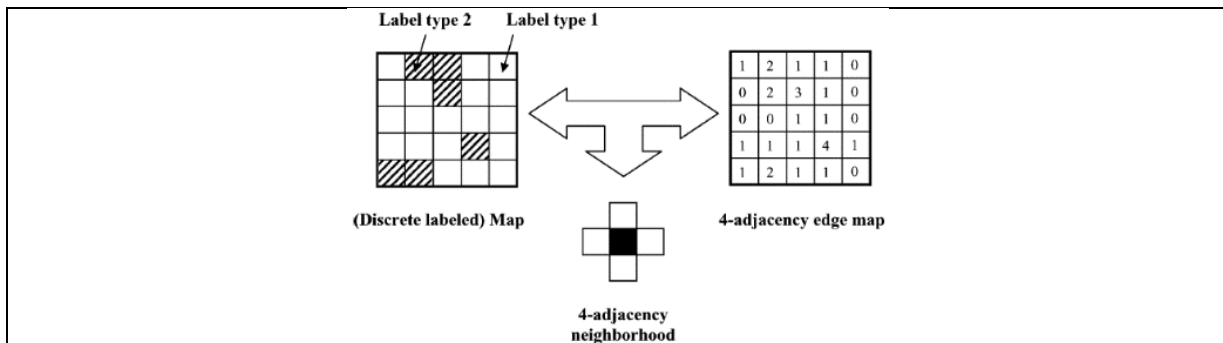 Label type 2 Label type 1
1 2 1 1 0
0 2 3 1 0
0 0 1 1 0
1 1 1 4 1
1 2 1 1 0
(Discrete labeled) Map
4-adjacency edge map
4-adjacency
neighborhood